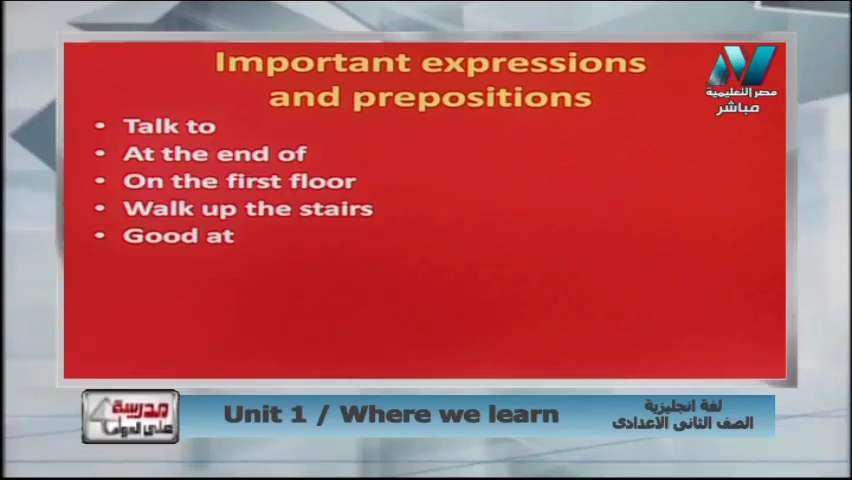 Important expressions
and prepositions
مصر التعليمية
مباشر
• Talk to
• At the end of
• On the first floor
• Walk up the stairs
• Good at
مدرسة
على الهواء
Unit 1 / Where we learn
لغة انجليزية
الصف الثانى الاعدادى